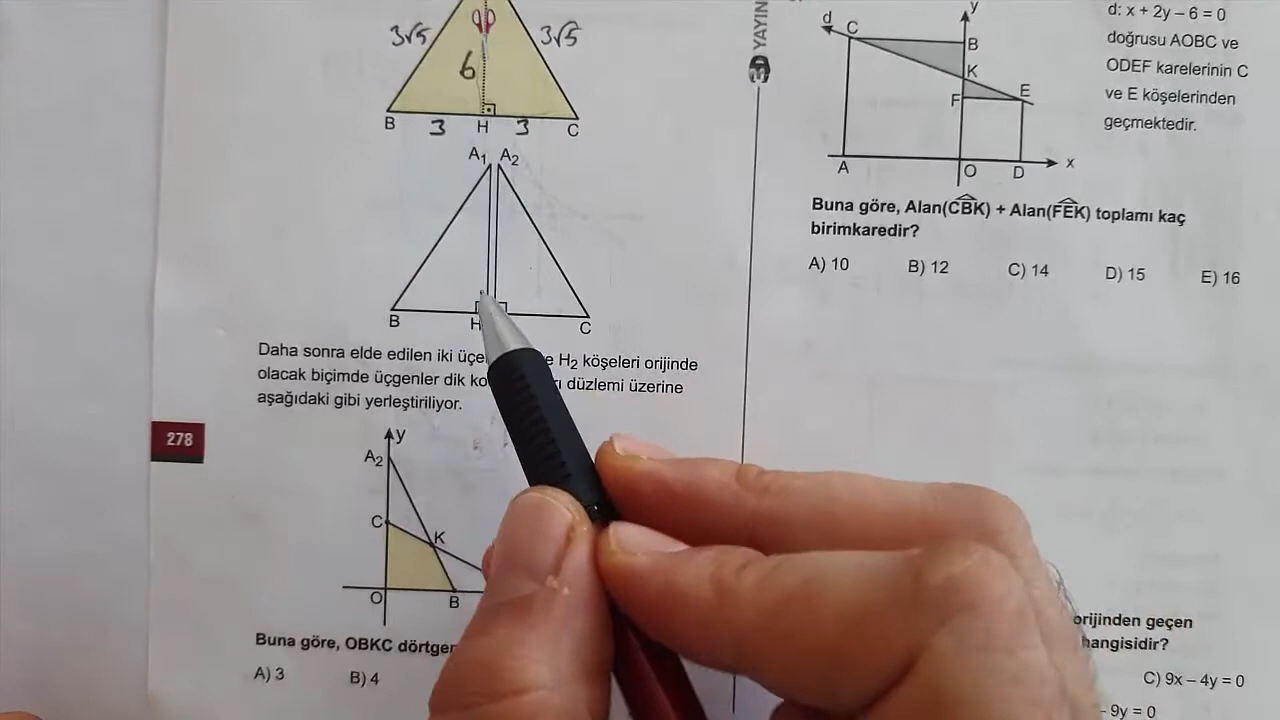 3√5
3√5
6
B
3
H
3
C
A1
A2
B
H
C
Daha sonra elde edilen iki H2 köşeleri orijinde
olacak biçimde üçgenler dik düzlemi üzerine
aşağıdaki gibi yerleştiriliyor.
278
y
A2
C
K
O
B
Buna göre, OBKC
A) 3
B) 4
YAYIN
d
C
y
B
K
F
E
A
O
D
x
d: x + 2y – 6 = 0
doğrusu AOBC ve
ODEF karelerinin C
ve E köşelerinden
geçmektedir.
Buna göre, Alan(CBK) + Alan(FEK) toplamı kaç
birimkaredir?
A) 10
B) 12
C) 14
D) 15
E) 16
orijinden geçen
hangisidir?
C) 9x – 4y = 0
- 9y = 0